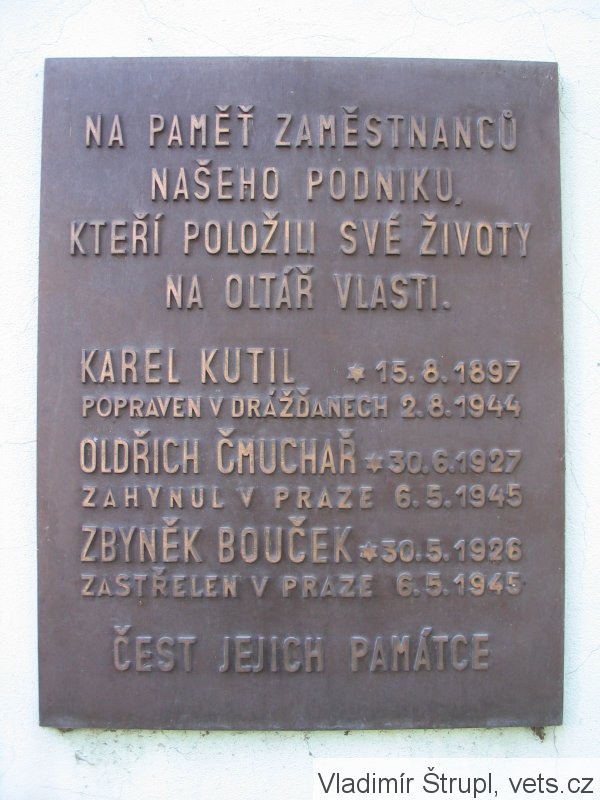 NA PAMĚŤ ZAMĚSTNANCŮ
NAŠEHO PODNIKU,
KTEŘÍ POLOŽILI SVÉ ŽIVOTY
NA OLTÁŘ VLASTI.
KAREL KUTIL * 15.8.1897
POPRAVEN V DRÁŽĎANECH 2.8.1944
OLDŘICH ČMUCHAŘ * 30.6.1927
ZAHYNUL V PRAZE 6.5.1945
ZBYNĚK BOUČEK * 30.5.1926
ZASTŘELEN V PRAZE 6.5.1945
ČEST JEJICH PAMÁTCE
Vladimír Štrupl, vets.cz